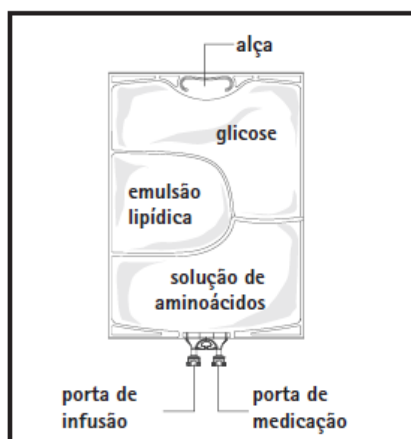 alça
glicose
emulsão
lipídica
solução de
aminoácidos
porta de
infusão
porta de
medicação